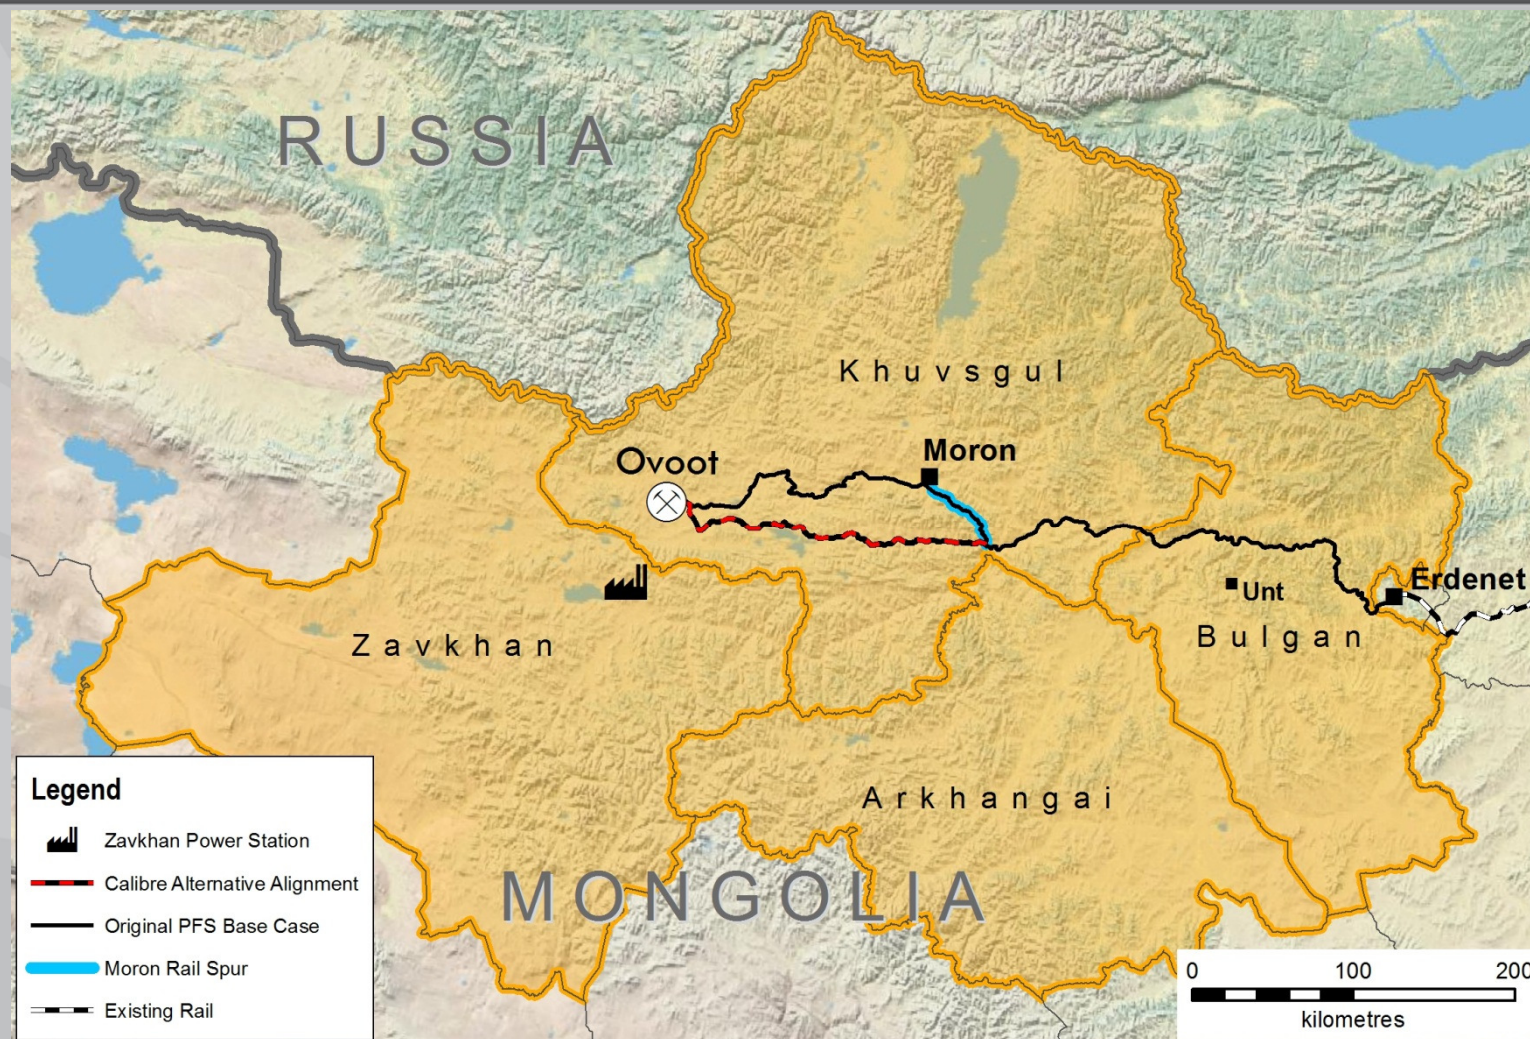 RUSSIA
Khuvsgul
Ovoot
Moron
Erdenet
Unt
Zavkhan
Bulgan
Arkhangai
MONGOLIA
Legend
Zavkhan Power Station
Calibre Alternative Alignment
Original PFS Base Case
Moron Rail Spur
Existing Rail
0 100 200
kilometres